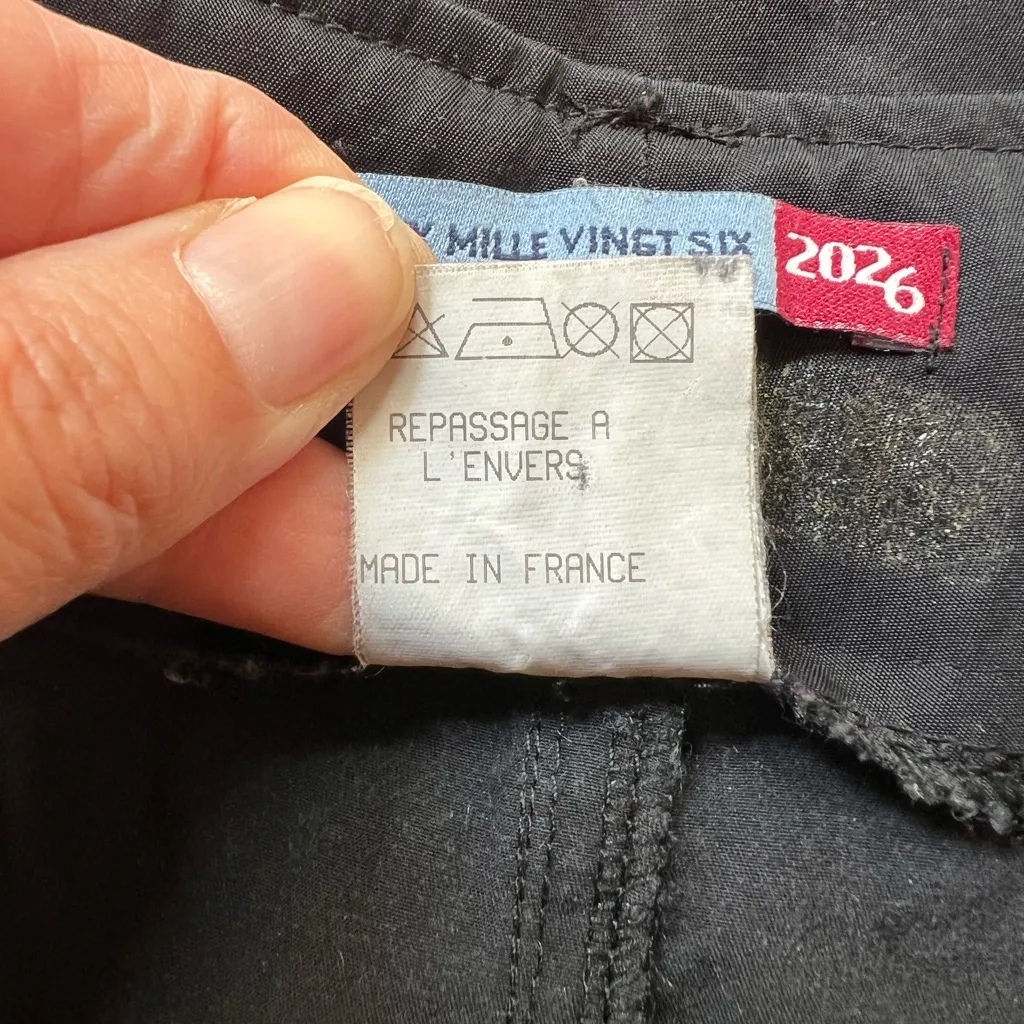 X MILLE VINGT SIX 2026
REPASSAGE A
L'ENVERS
MADE IN FRANCE